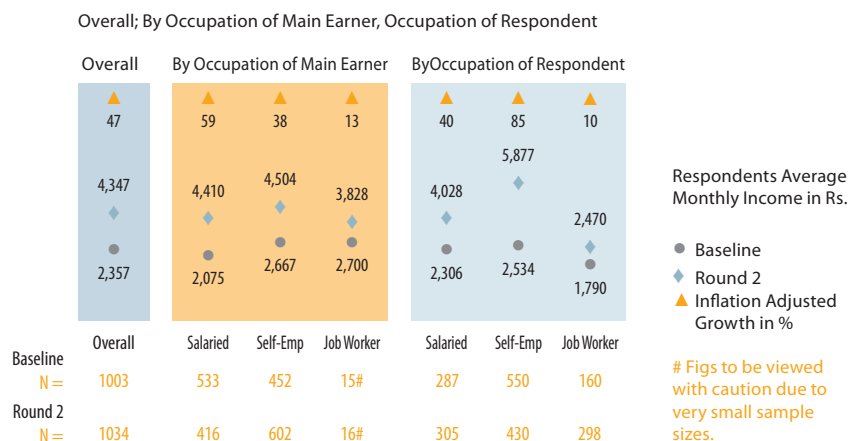 Overall; By Occupation of Main Earner, Occupation of Respondent
Overall By Occupation of Main Earner ByOccupation of Respondent
47 59 38 13 40 85 10
4,347 4,410 4,504 3,828 4,028 5,877 2,470
2,357 2,075 2,667 2,700 2,306 2,534 1,790
Respondents Average
Monthly Income in Rs.
Baseline
Round 2
Inflation Adjusted
Growth in %
Overall Salaried Self-Emp Job Worker Salaried Self-Emp Job Worker
Baseline
N = 1003 533 452 15# 287 550 160
Round 2
N = 1034 416 602 16# 305 430 298
# Figs to be viewed
with caution due to
very small sample
sizes.